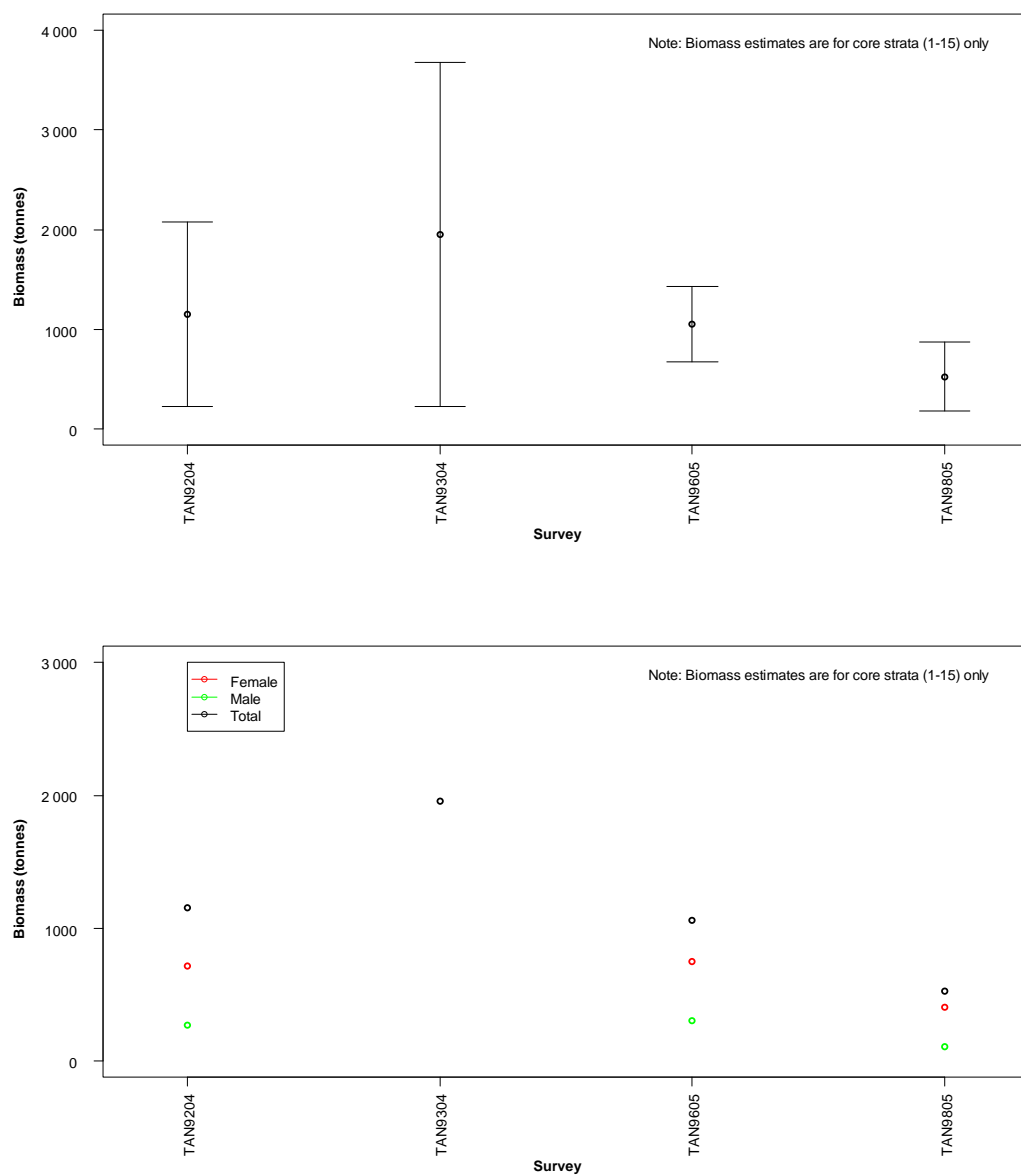 4 000
Note: Biomass estimates are for core strata (1-15) only
3 000
2 000
1000
0
Biomass (tonnes)
TAN9204
TAN9304
TAN9605
TAN9805
Survey
3 000
Female
Male
Total
Note: Biomass estimates are for core strata (1-15) only
2 000
1000
0
Biomass (tonnes)
TAN9204
TAN9304
TAN9605
TAN9805
Survey